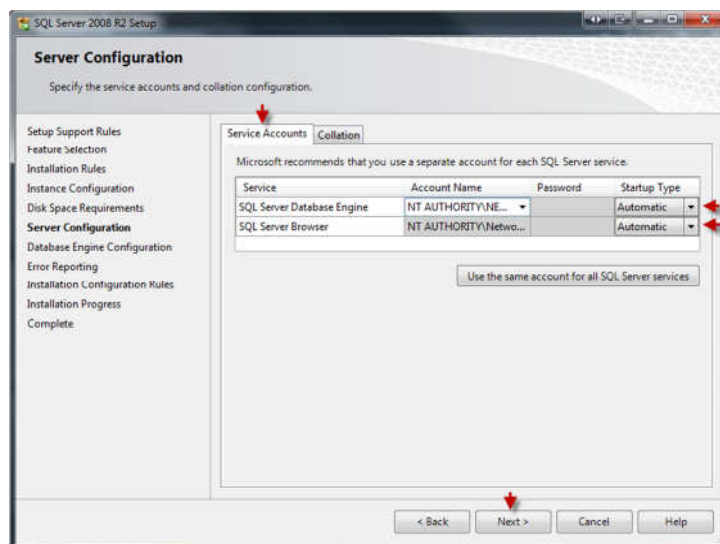 SQL Server 2008 R2 Setup
Server Configuration
Specify the service accounts and collation configuration.
Setup Support Rules
Feature Selection
Installation Rules
Instance Configuration
Disk Space Requirements
Server Configuration
Database Engine Configuration
Error Reporting
Installation Configuration Rules
Installation Progress
Complete
Service Accounts Collation
Microsoft recommends that you use a separate account for each SQL Server service.
Service Account Name Password Startup Type
SQL Server Database Engine NT AUTHORITY\NE... Automatic
SQL Server Browser NT AUTHORITY\Netwo... Automatic
Use the same account for all SQL Server services
< Back Next > Cancel Help